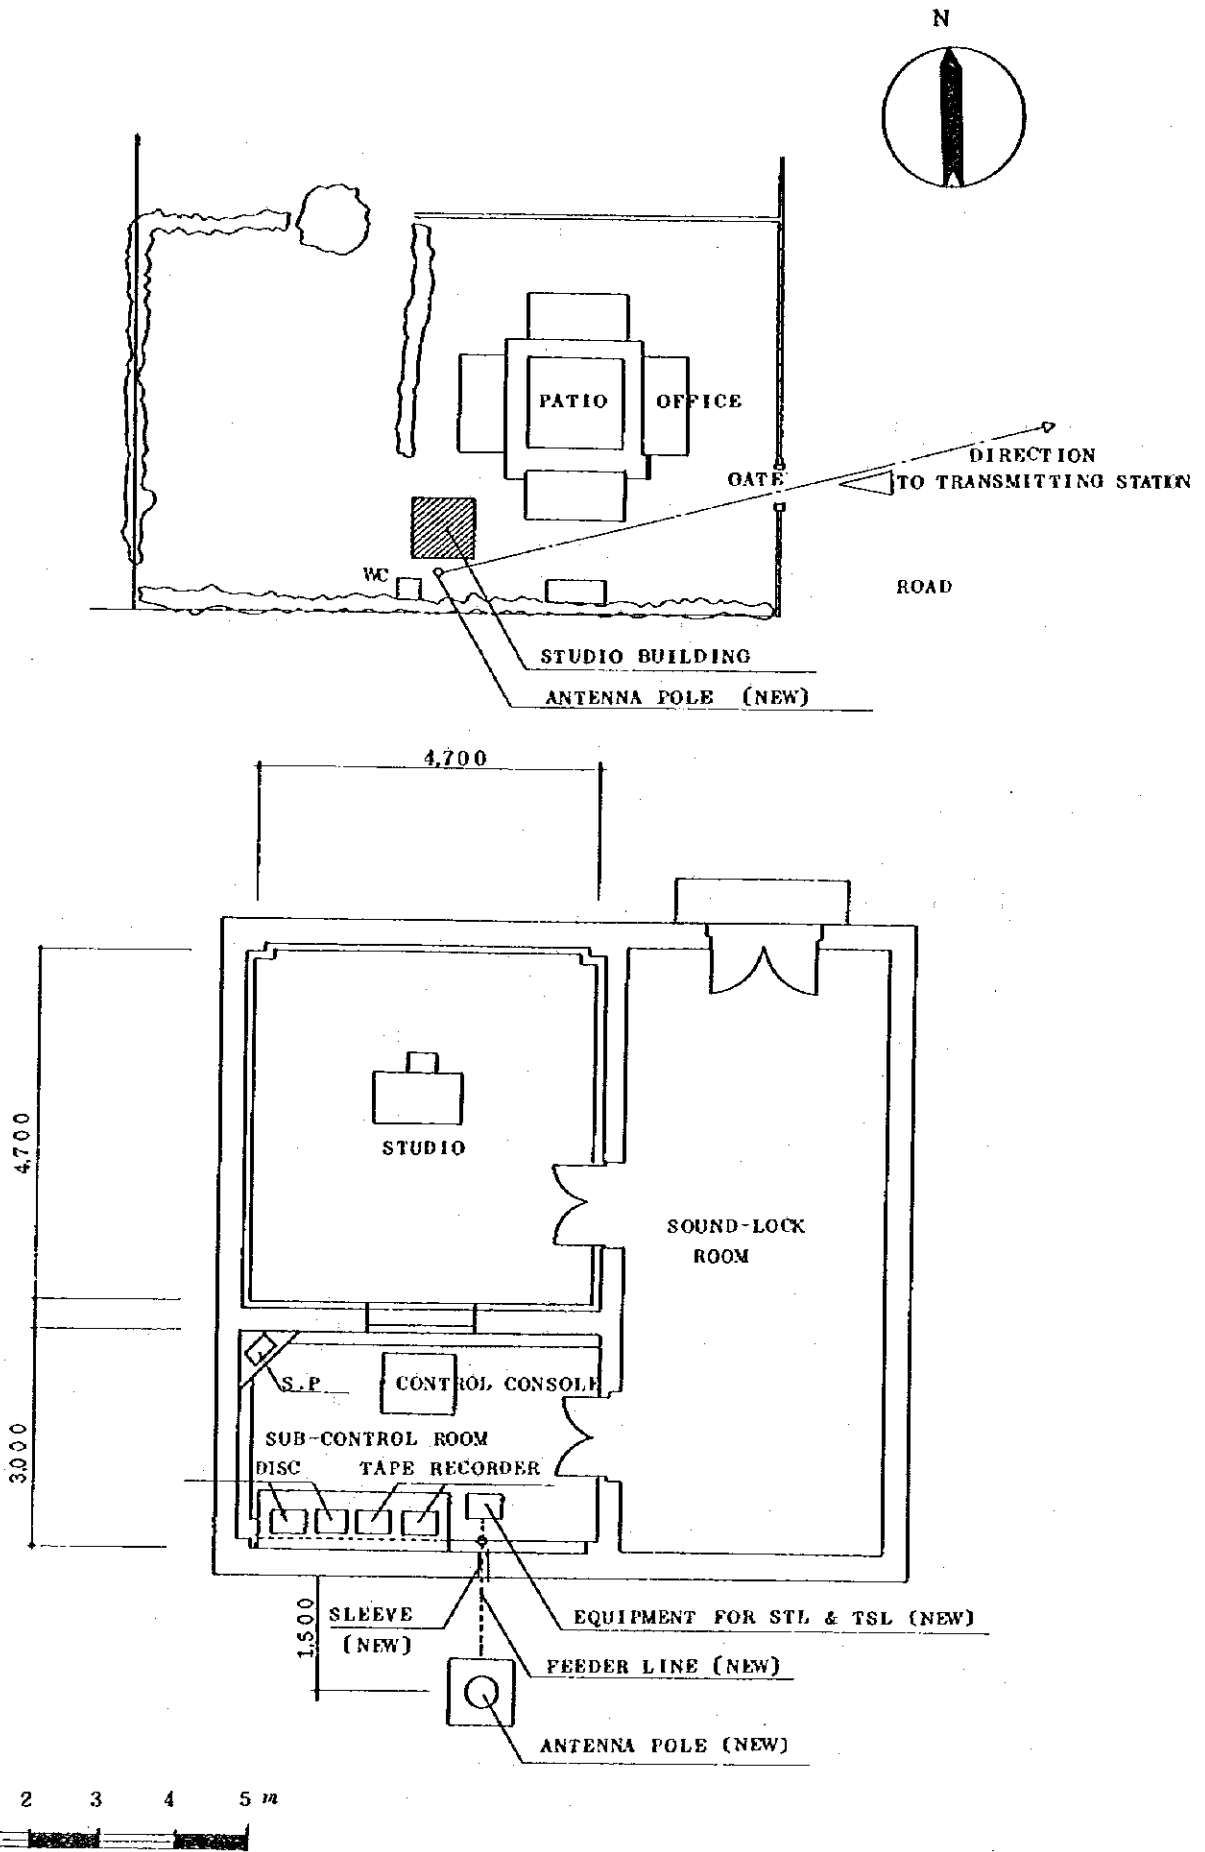 N
PATIO
OFFICE
DIRECTION
GATE
TO TRANSMITTING STATION
WC
ROAD
STUDIO BUILDING
ANTENNA POLE (NEW)
4,700
4,700
STUDIO
SOUND-LOCK
ROOM
S.P
CONTROL CONSOLE
SUB-CONTROL ROOM
3,000
DISC
TAPE RECORDER
1,500
SLEEVE
(NEW)
EQUIPMENT FOR STL & TSL (NEW)
FEEDER LINE (NEW)
ANTENNA POLE (NEW)
2 3 4 5 m